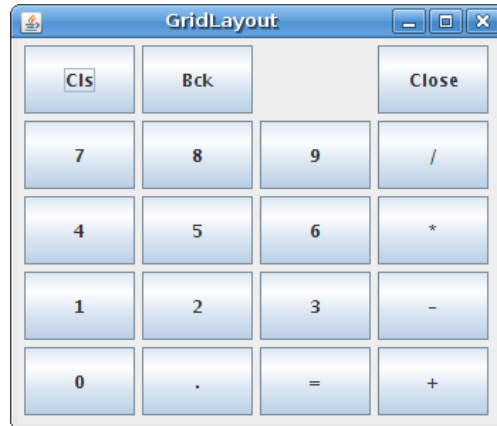 GridLayout
Cls Bck Close
7 8 9 /
4 5 6 *
1 2 3 -
0 . = +